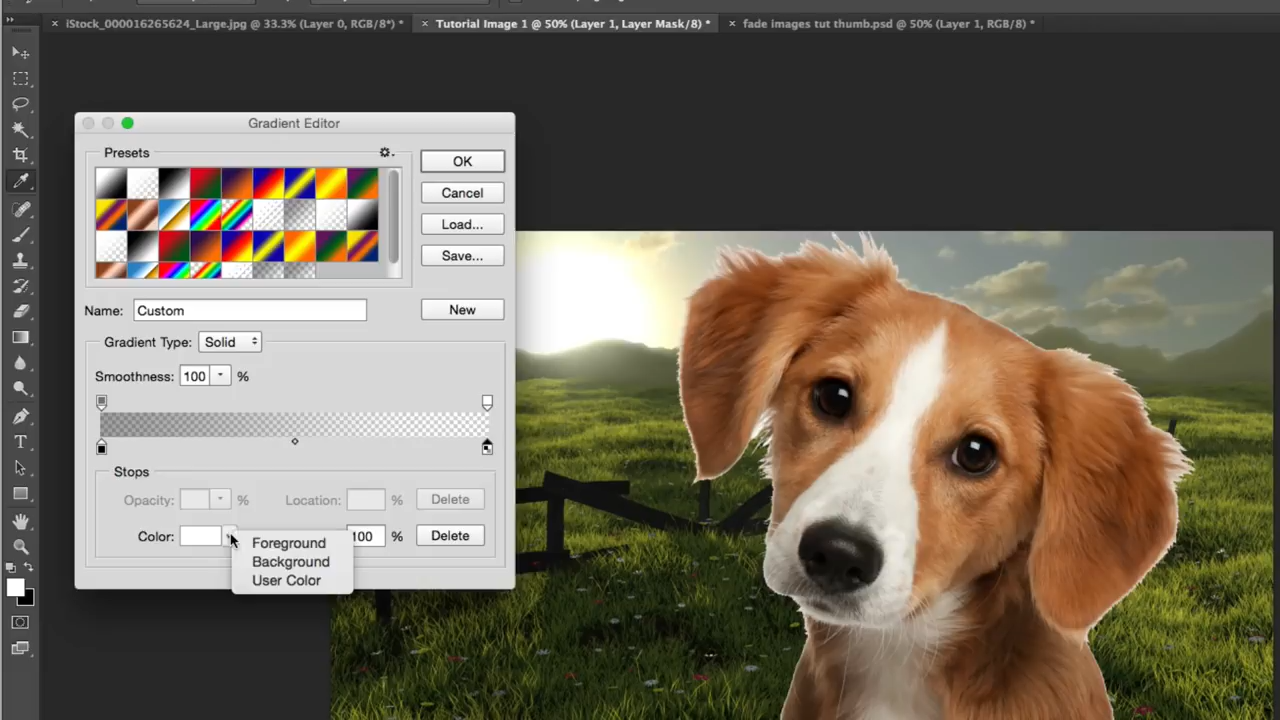 iStock_000016265624_Large.jpg @ 33.3% (Layer 0, RGB/8*) *
Tutorial Image 1 @ 50% (Layer 1, Layer Mask/8) *
fade images tut thumb.psd @ 50% (Layer 1, RGB/8) *
Gradient Editor
Presets
OK
Cancel
Load...
Save...
Name: Custom
New
Gradient Type: Solid
Smoothness: 100 %
Stops
Opacity: %
Location: %
Delete
Color:
100 %
Delete
Foreground
Background
User Color
T